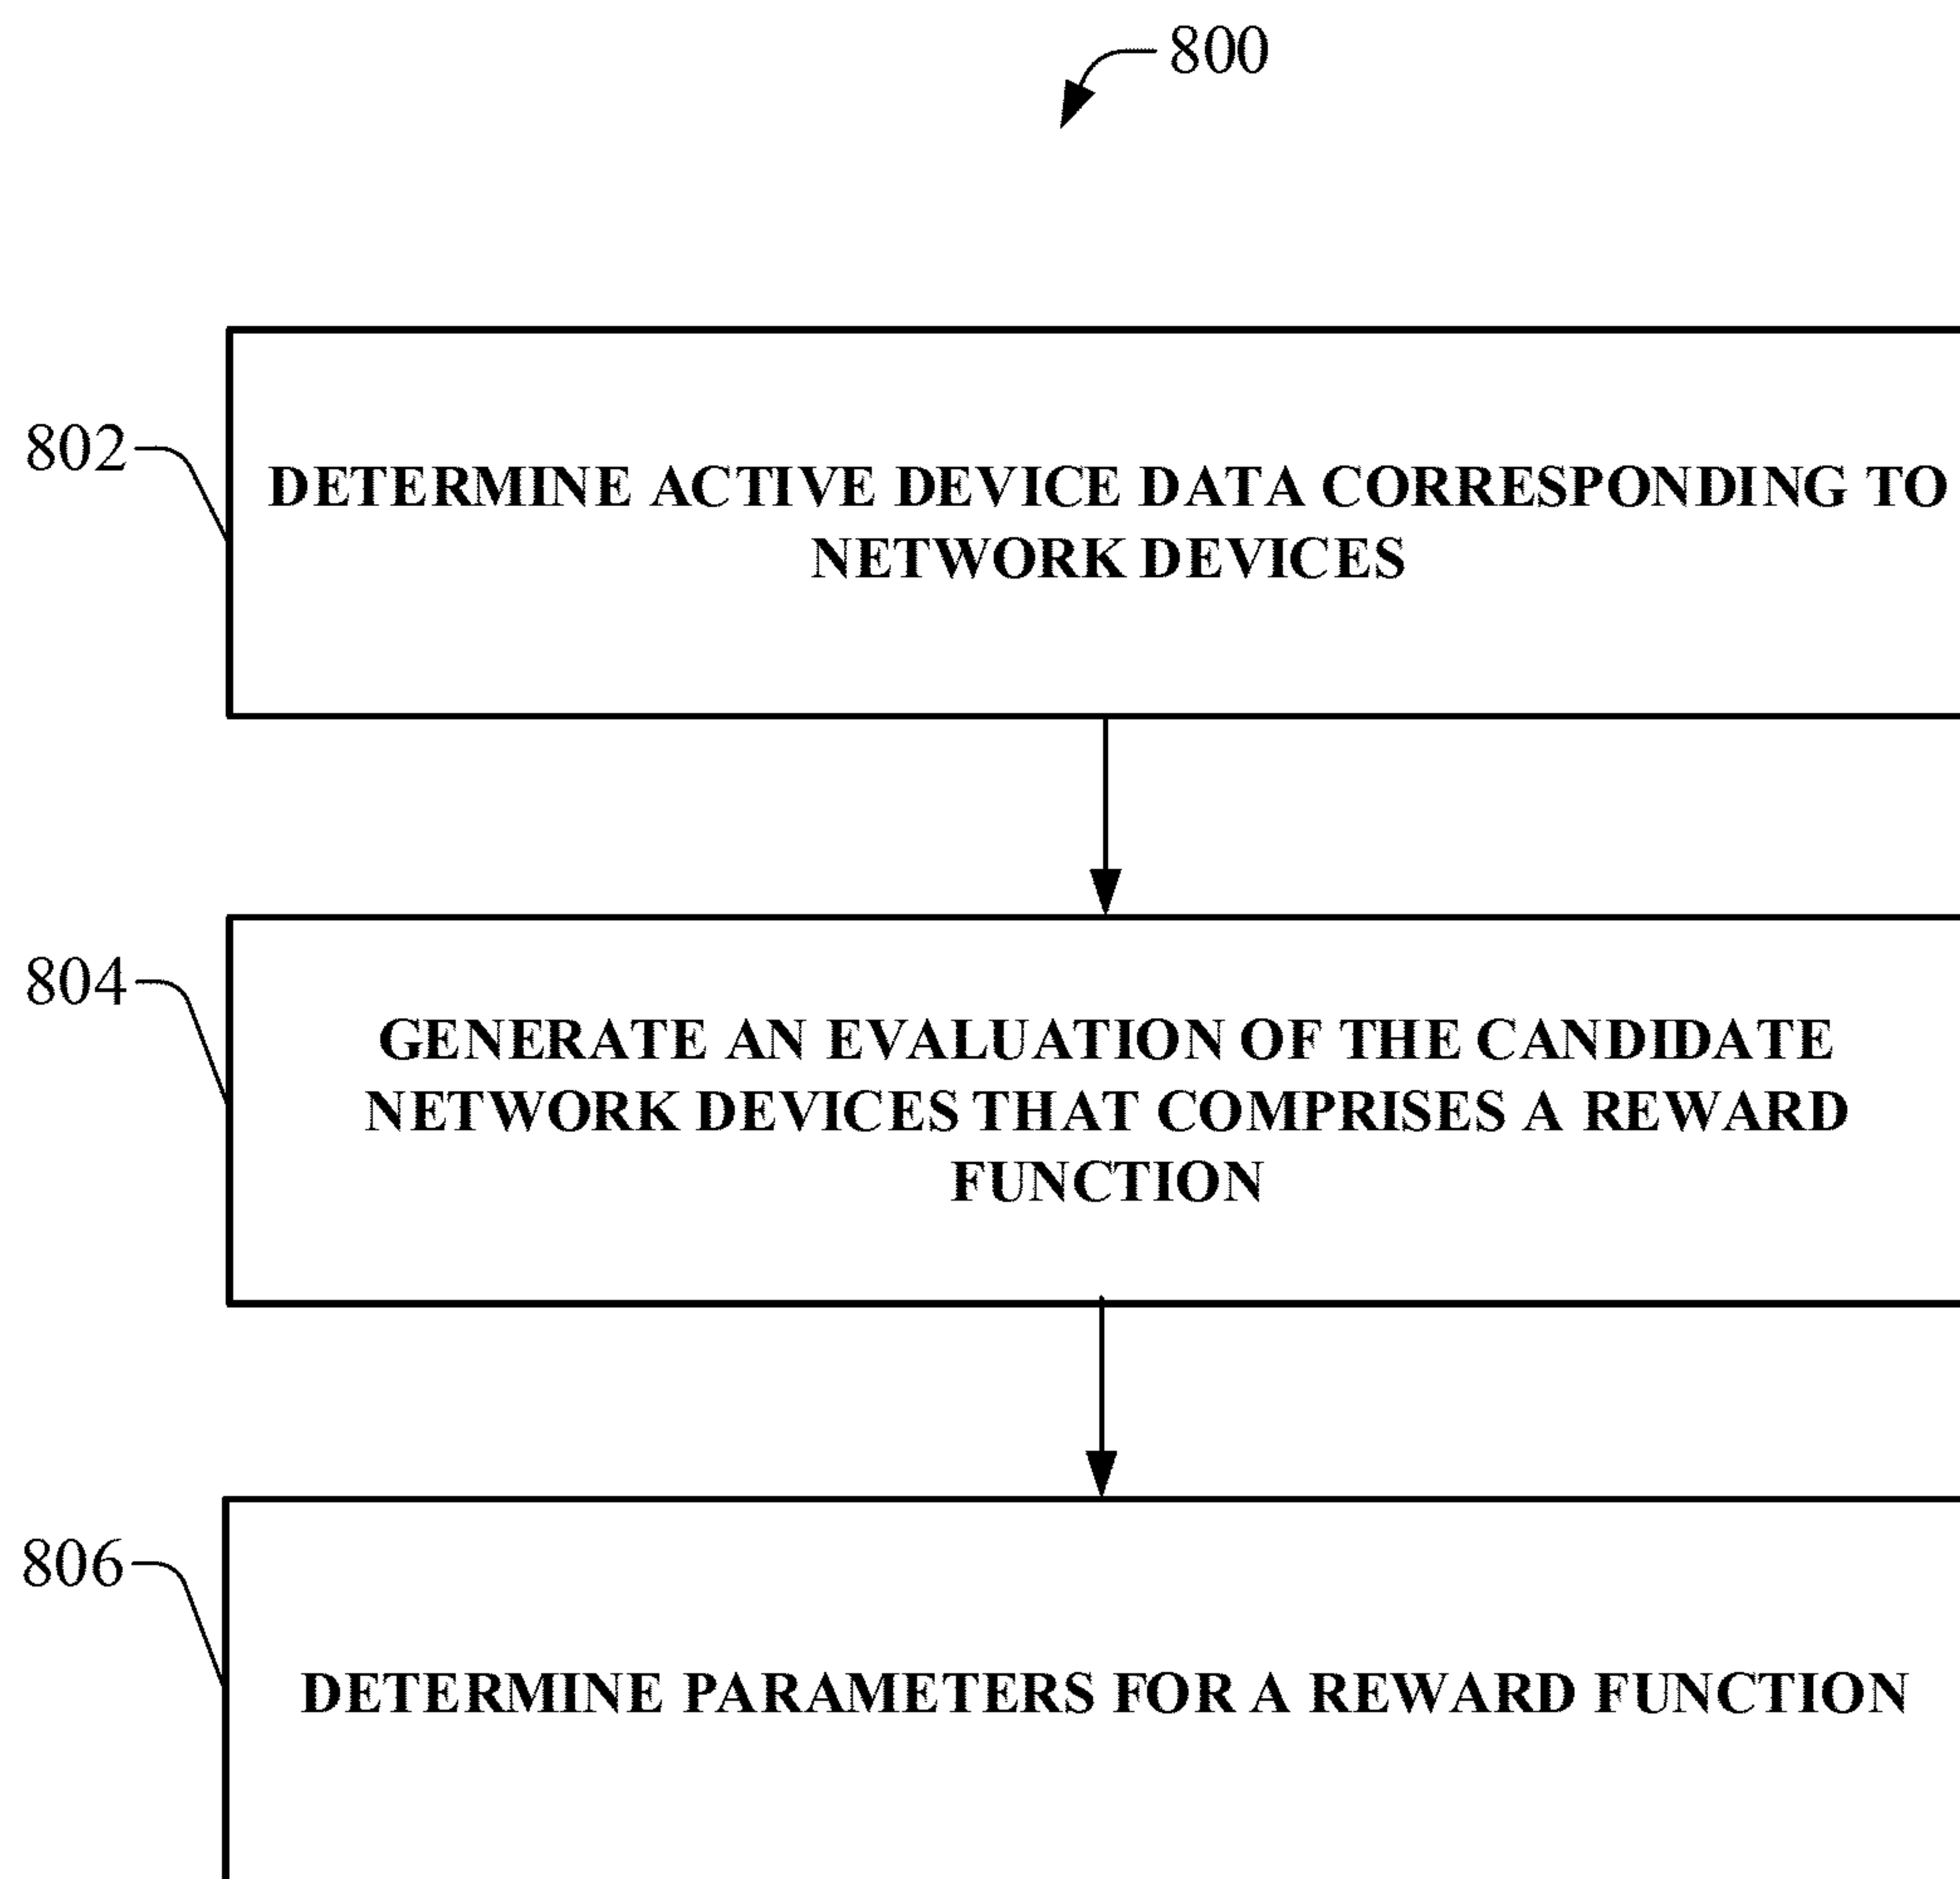 800
802
DETERMINE ACTIVE DEVICE DATA CORRESPONDING TO
NETWORK DEVICES
804
GENERATE AN EVALUATION OF THE CANDIDATE
NETWORK DEVICES THAT COMPRISES A REWARD
FUNCTION
806
DETERMINE PARAMETERS FOR A REWARD FUNCTION